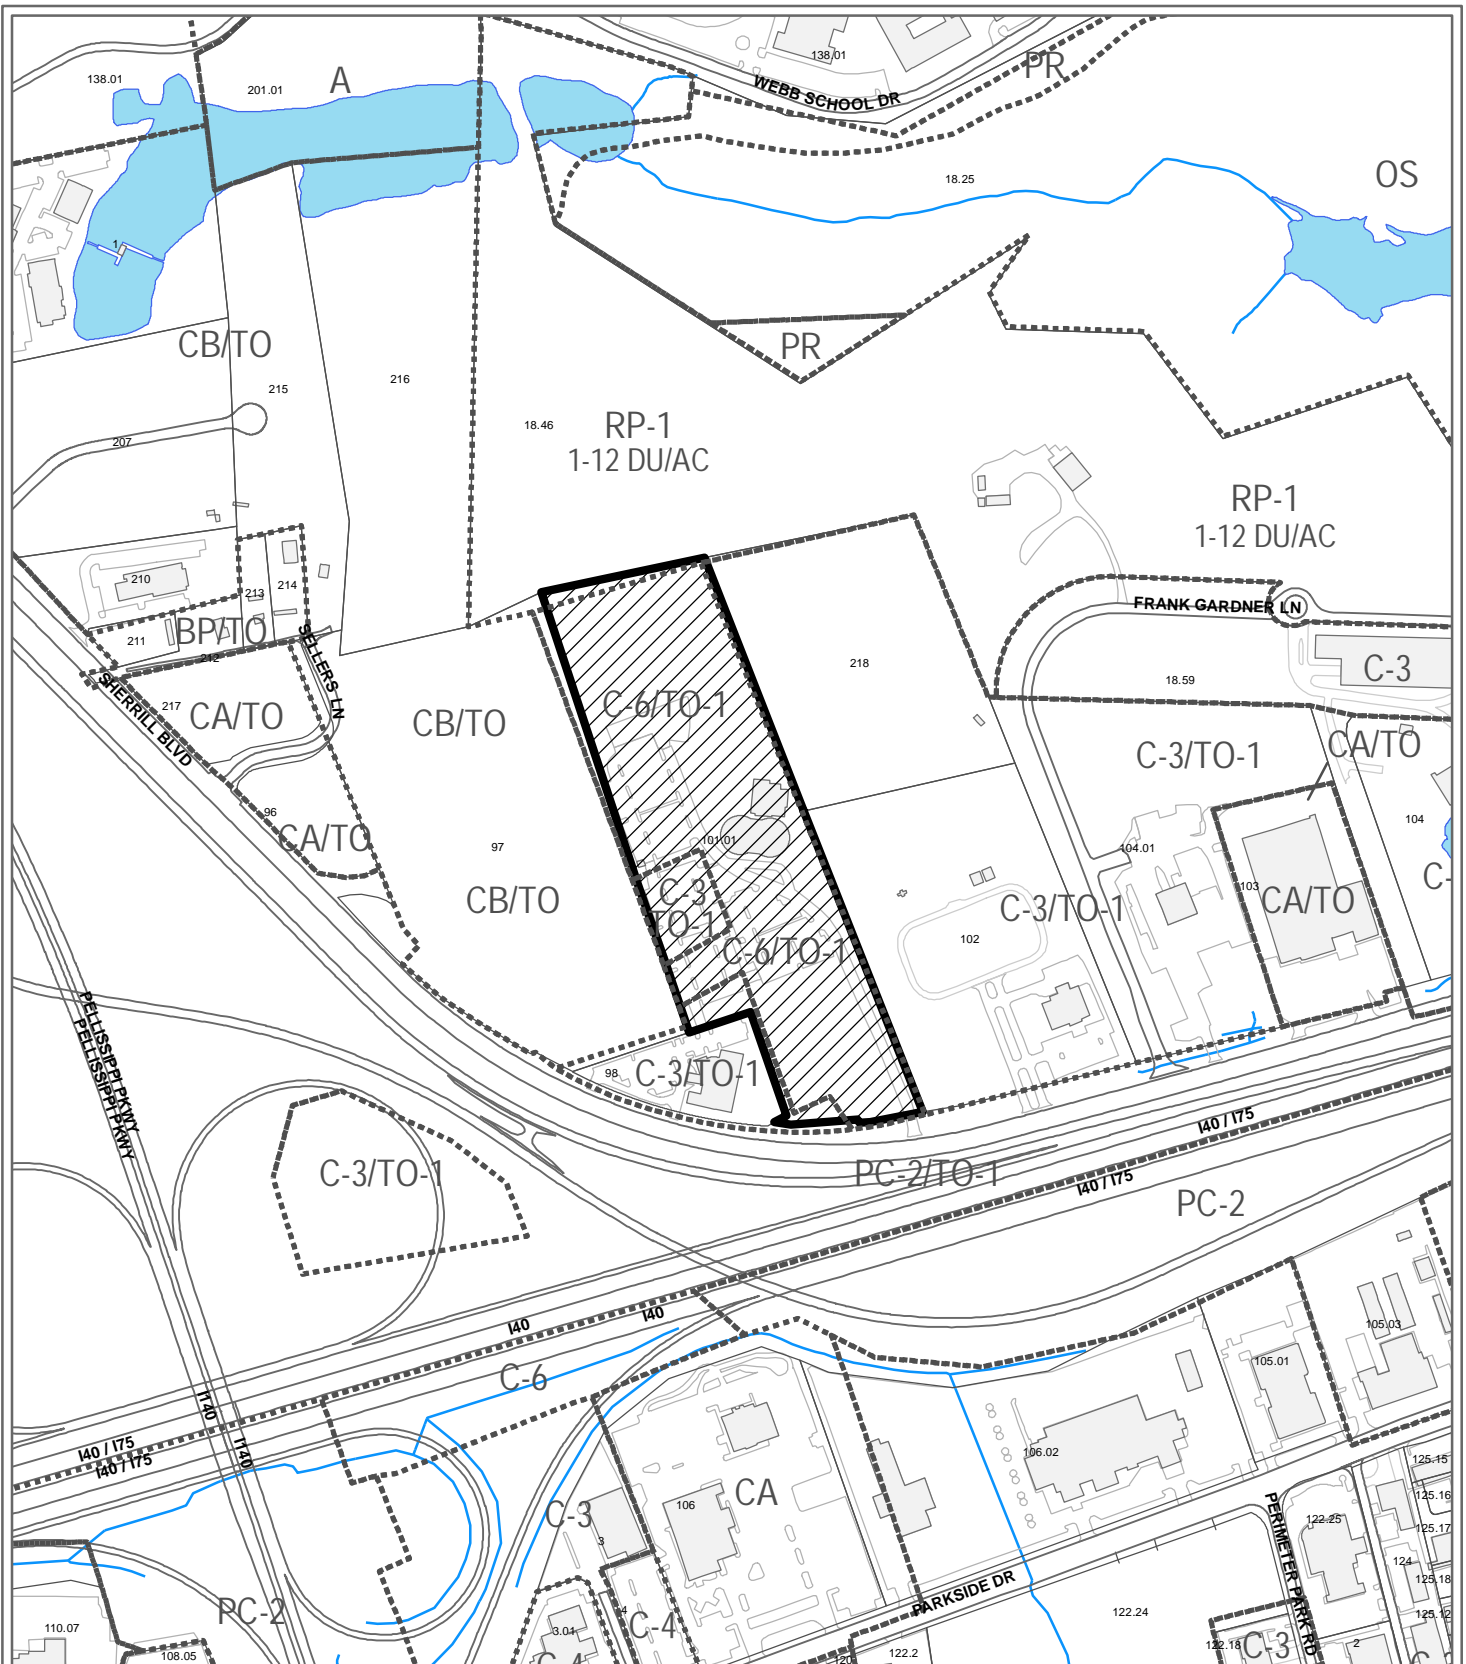 138.01
PR
138.01
201.01
A
WEBB SCHOOL DR
18.25
OS
1
CB/TO
PR
215
216
18.46
RP-1
1-12 DU/AC
207
RP-1
1-12 DU/AC
210
213
214
FRANK GARDNER LN
211
BP/TO
212
SELLERS LN
218
C-3
18.59
SHERRILL BLVD
217
CA/TO
CB/TO
C-6/TO-1
C-3/TO-1
CA/TO
96
CA/TO
97
101.01
104.01
104
C-3
TO-1
103
CA/TO
CB/TO
C-3/TO-1
102
C-6/TO-1
PELLISSIPPI PKWY
PELLISSIPPI PKWY
98
C-3/TO-1
I40 / I75
C-3/TO-1
PC-2/TO-1
I40 / I75
PC-2
I40
I40
105.03
105.01
C-6
I140
I140
I40 / I75
I40 / I75
106.02
125.15
CA
106
125.16
C-3
3
PERIMETER PARK RD
122.25
125.17
124
PARKSIDE DR
125.18
PC-2
4
122.24
125.12
110.07
3.01
C-4
122.18
C-3
2
108.05
C-4
120
122.2